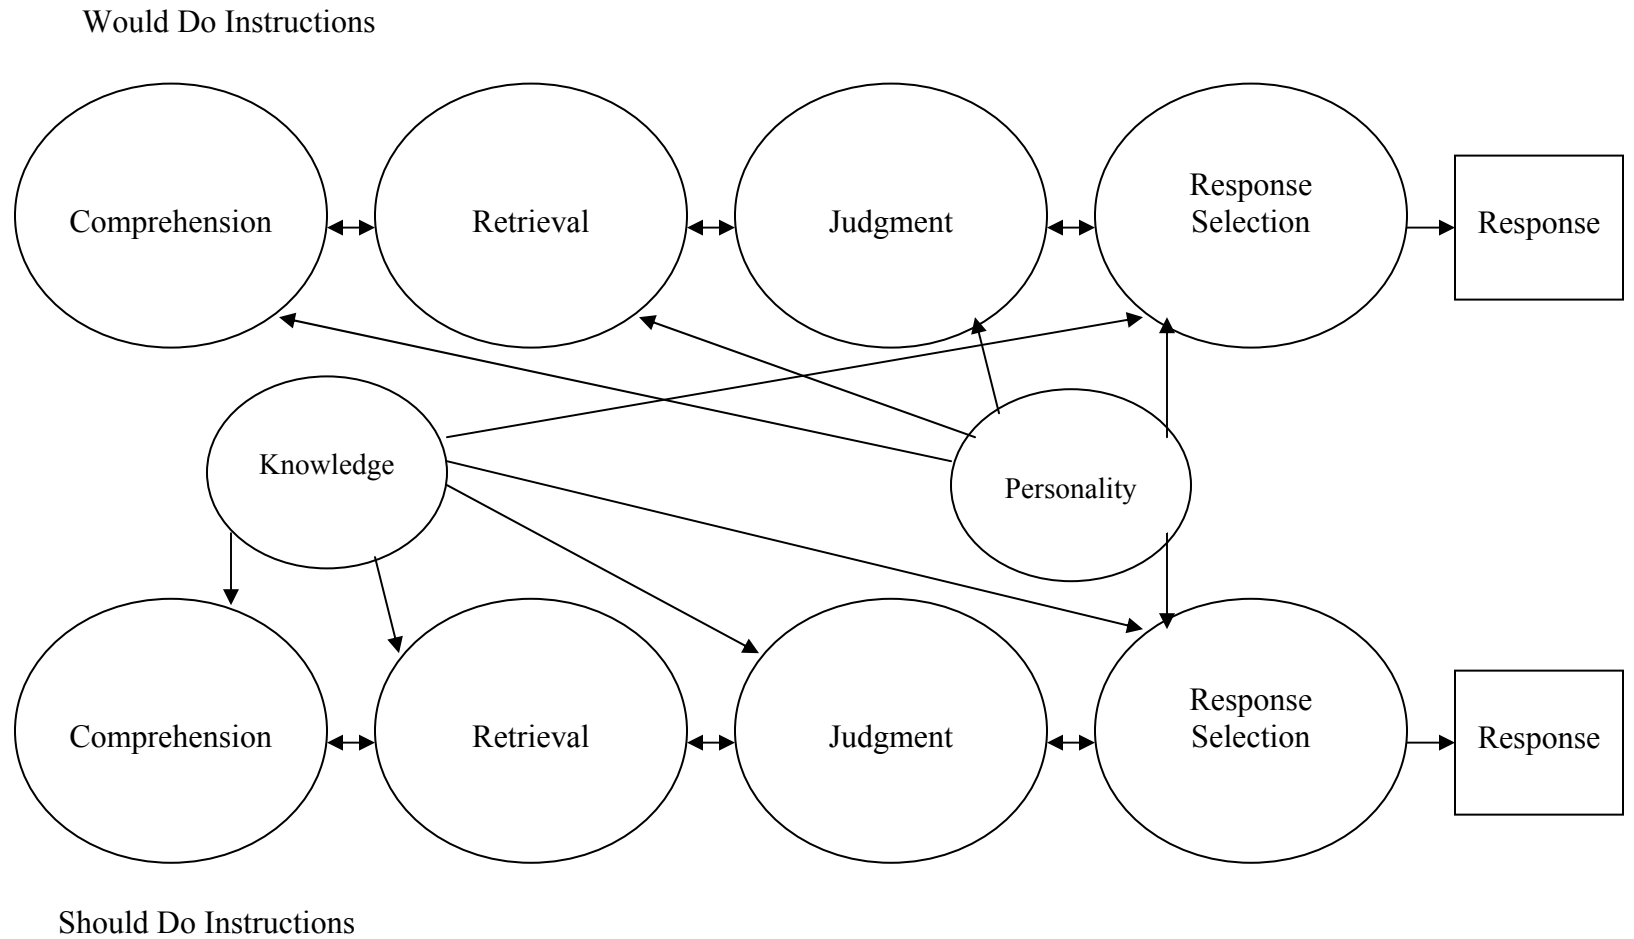 Would Do Instructions
Comprehension
Retrieval
Judgment
Response
Selection
Response
Knowledge
Personality
Comprehension
Retrieval
Judgment
Response
Selection
Response
Should Do Instructions